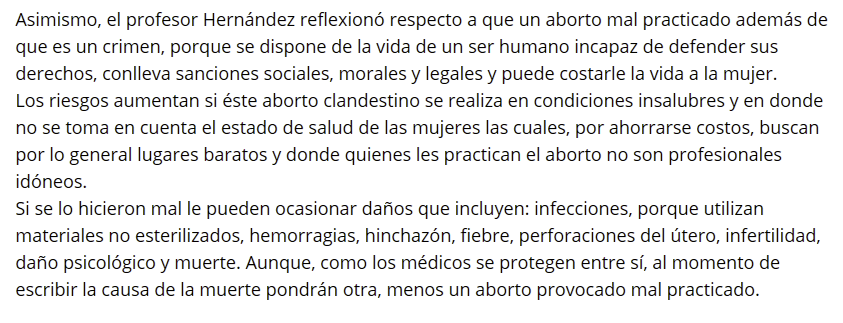 Asimismo, el profesor Hernández reflexionó respecto a que un aborto mal practicado además de
que es un crimen, porque se dispone de la vida de un ser humano incapaz de defender sus
derechos, conlleva sanciones sociales, morales y legales y puede costarle la vida a la mujer.
Los riesgos aumentan si éste aborto clandestino se realiza en condiciones insalubres y en donde
no se toma en cuenta el estado de salud de las mujeres las cuales, por ahorrarse costos, buscan
por lo general lugares baratos y donde quienes les practican el aborto no son profesionales
idóneos.
Si se lo hicieron mal le pueden ocasionar daños que incluyen: infecciones, porque utilizan
materiales no esterilizados, hemorragias, hinchazón, fiebre, perforaciones del útero, infertilidad,
daño psicológico y muerte. Aunque, como los médicos se protegen entre sí, al momento de
escribir la causa de la muerte pondrán otra, menos un aborto provocado mal practicado.